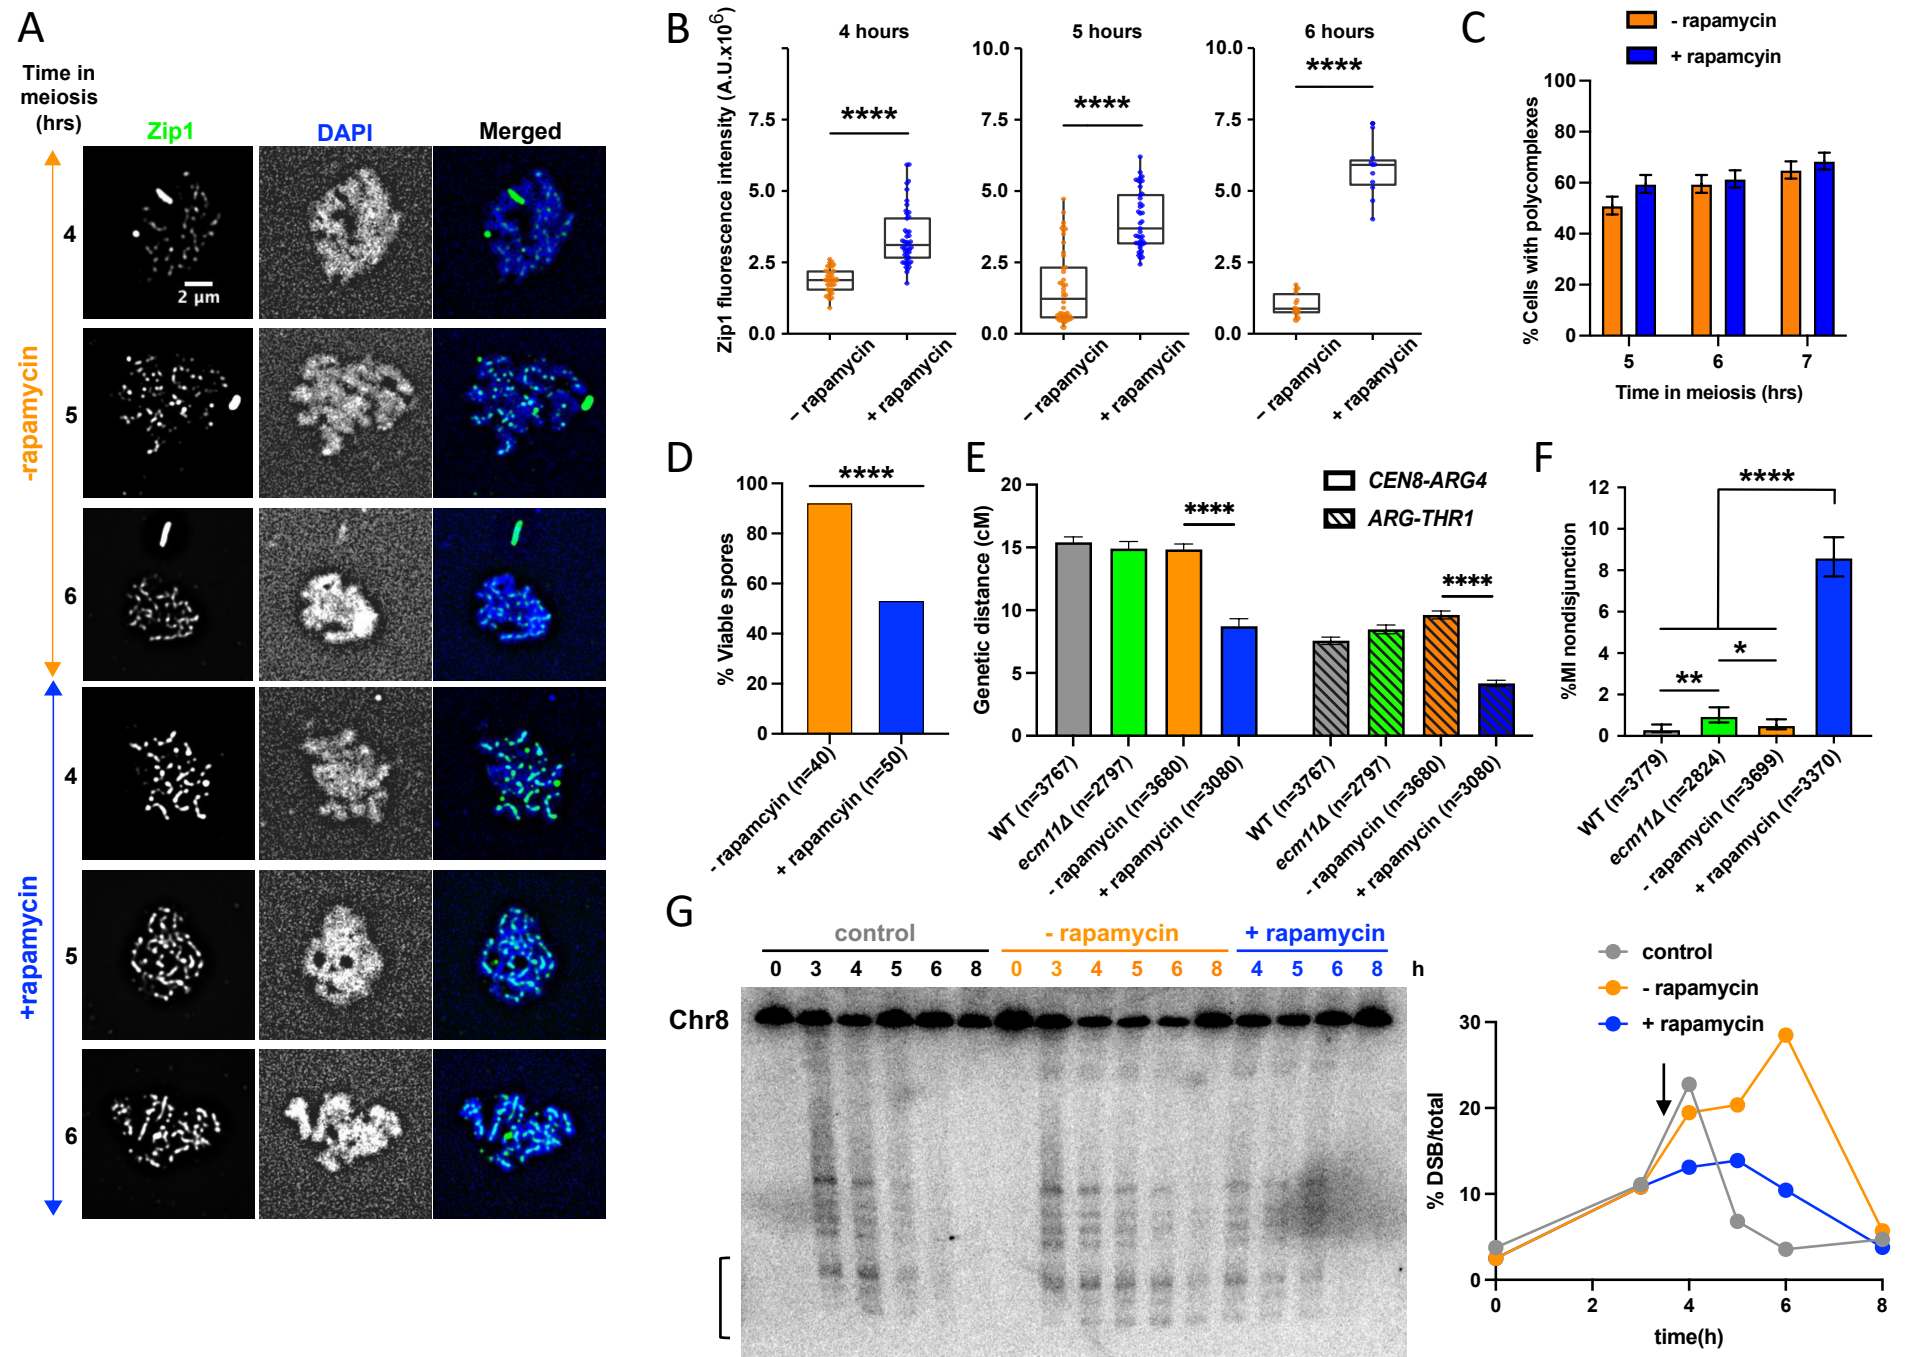 A
Time in
meiosis
(hrs)
Zip1
DAPI
Merged
4
2 μm
5
6
-rapamycin
4
5
6
+rapamycin
B
Zip1 fluorescence intensity (A.U.x10⁶)
4 hours
7.5
5.0
2.5
0.0
– rapamycin
+ rapamycin
****
5 hours
10.0
7.5
5.0
2.5
0.0
– rapamycin
+ rapamycin
****
6 hours
10.0
7.5
5.0
2.5
0.0
– rapamycin
+ rapamycin
****
C
- rapamycin
+ rapamcyin
% Cells with polycomplexes
100
80
60
40
20
0
5 6 7
Time in meiosis (hrs)
D
% Viable spores
100
80
60
40
20
0
****
- rapamcyin (n=40)
+ rapamcyin (n=50)
E
Genetic distance (cM)
20
15
10
5
0
CEN8-ARG4
ARG-THR1
****
****
WT (n=3767)
ecm11Δ (n=2797)
- rapamycin (n=3680)
+ rapamycin (n=3080)
WT (n=3767)
ecm11Δ (n=2797)
- rapamycin (n=3680)
+ rapamycin (n=3080)
F
%MI nondisjunction
12
10
8
6
4
2
0
****
*
**
WT (n=3779)
ecm11Δ (n=2824)
- rapamycin (n=3699)
+ rapamycin (n=3370)
G
control - rapamycin + rapamycin
0 3 4 5 6 8 0 3 4 5 6 8 4 5 6 8 h
Chr8
control
- rapamycin
+ rapamycin
% DSB/total
30
20
10
0
0 2 4 6 8
time(h)